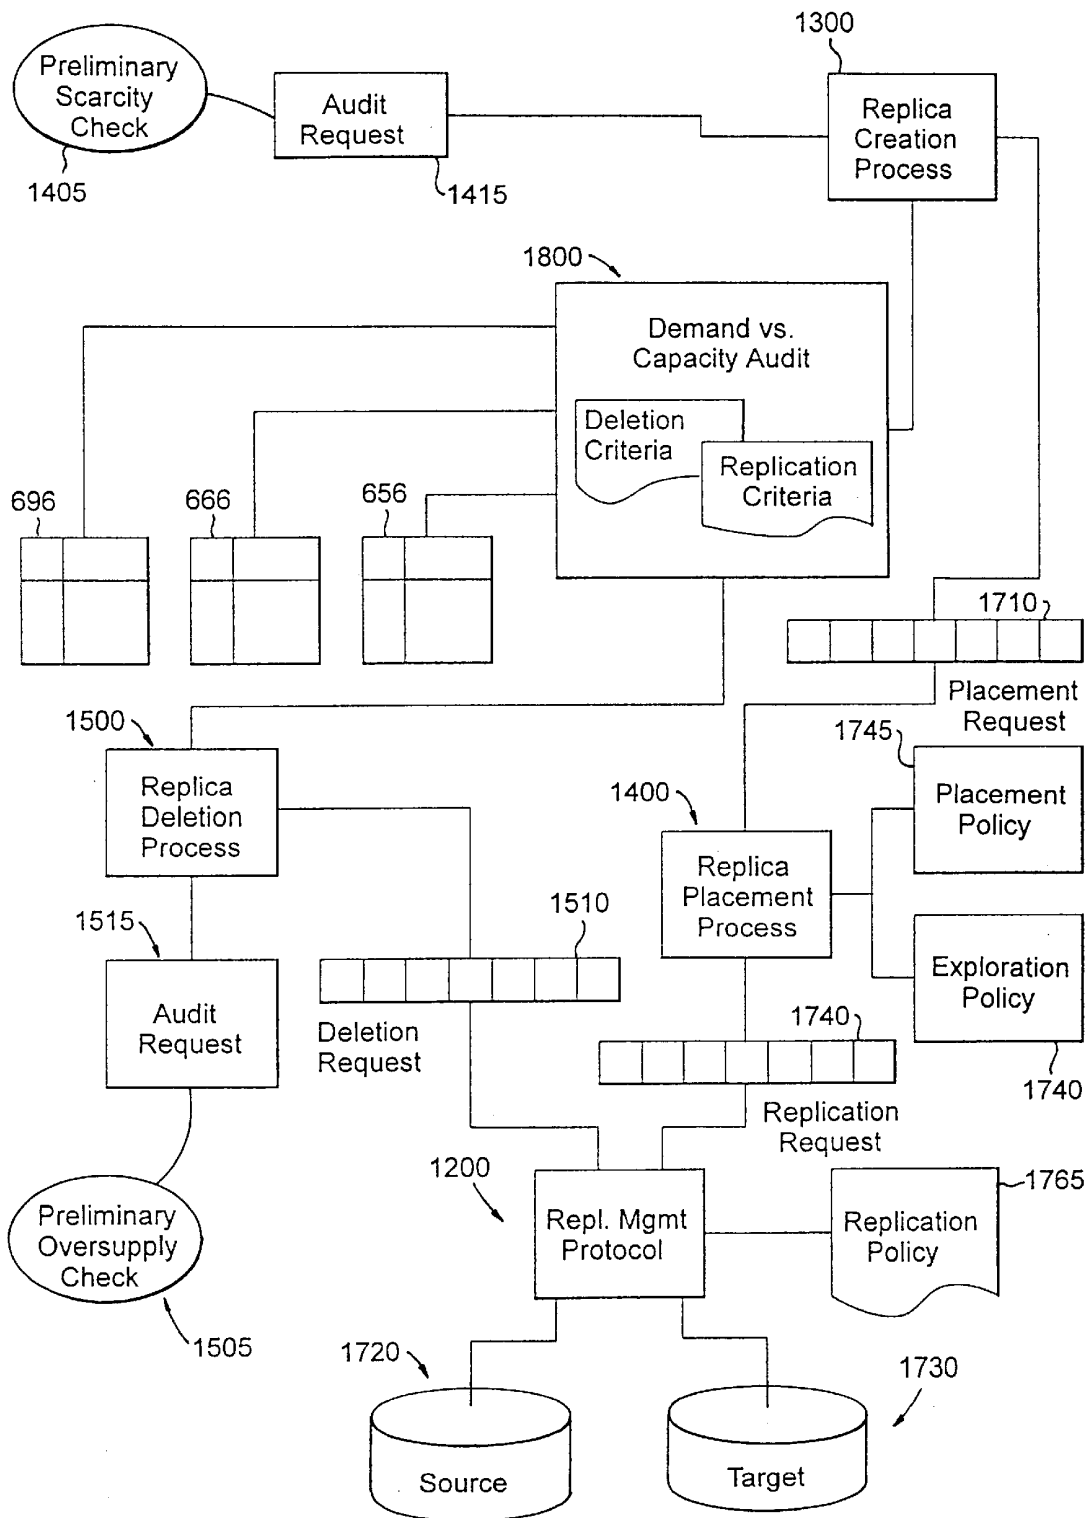 1300
Preliminary
Scarcity
Check
1405
Audit
Request
1415
Replica
Creation
Process
1800
Demand vs.
Capacity Audit
Deletion
Criteria
Replication
Criteria
696
666
656
1710
Placement
Request
1500
Replica
Deletion
Process
1745
Placement
Policy
1400
Replica
Placement
Process
1515
Audit
Request
1510
Deletion
Request
Exploration
Policy
1740
1740
Replication
Request
1200
Repl. Mgmt
Protocol
1765
Replication
Policy
Preliminary
Oversupply
Check
1505
1720
Source
1730
Target